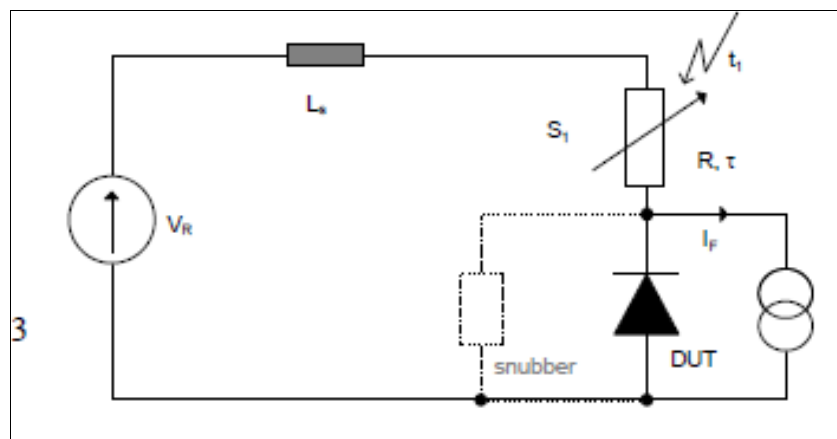 t₁
Lₛ
S₁
R, τ
V_R
I_F
3
snubber
DUT